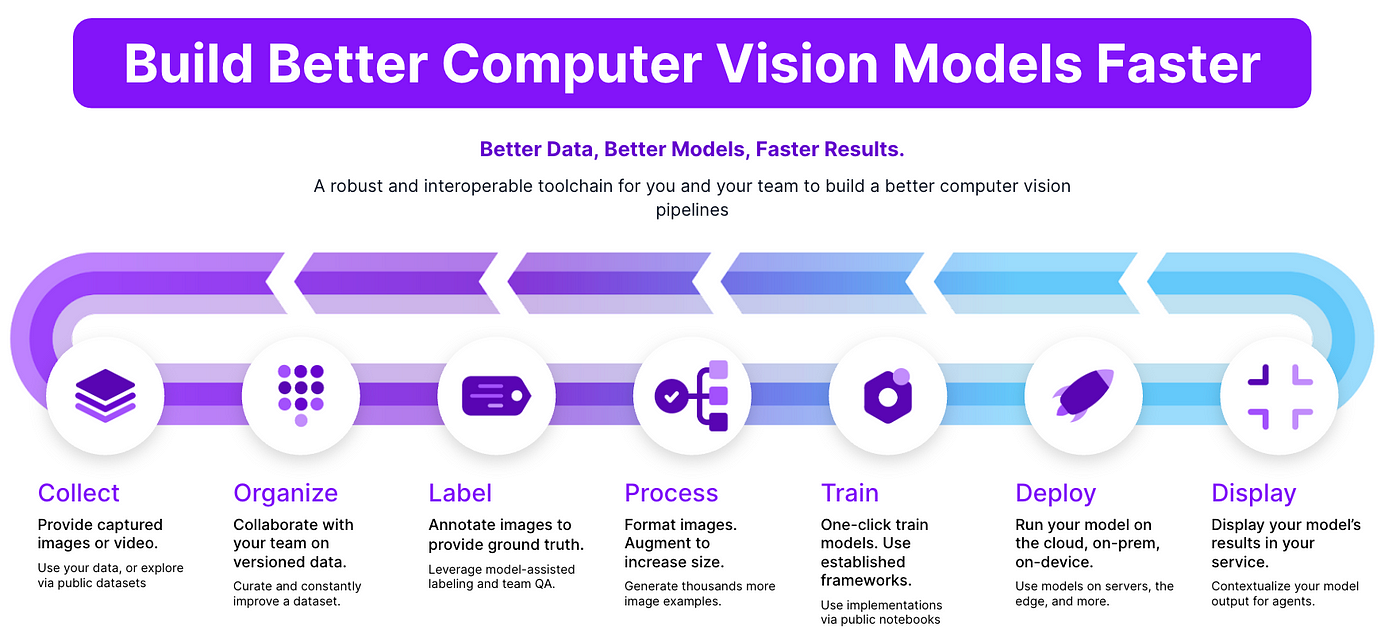 Build Better Computer Vision Models Faster
Better Data, Better Models, Faster Results.
A robust and interoperable toolchain for you and your team to build a better computer vision
pipelines
Collect
Provide captured
images or video.
Use your data, or explore
via public datasets
Organize
Collaborate with
your team on
versioned data.
Curate and constantly
improve a dataset.
Label
Annotate images to
provide ground truth.
Leverage model-assisted
labeling and team QA.
Process
Format images.
Augment to
increase size.
Generate thousands more
image examples.
Train
One-click train
models. Use
established
frameworks.
Use implementations
via public notebooks
Deploy
Run your model on
the cloud, on-prem,
on-device.
Use models on servers, the
edge, and more.
Display
Display your model’s
results in your
service.
Contextualize your model
output for agents.